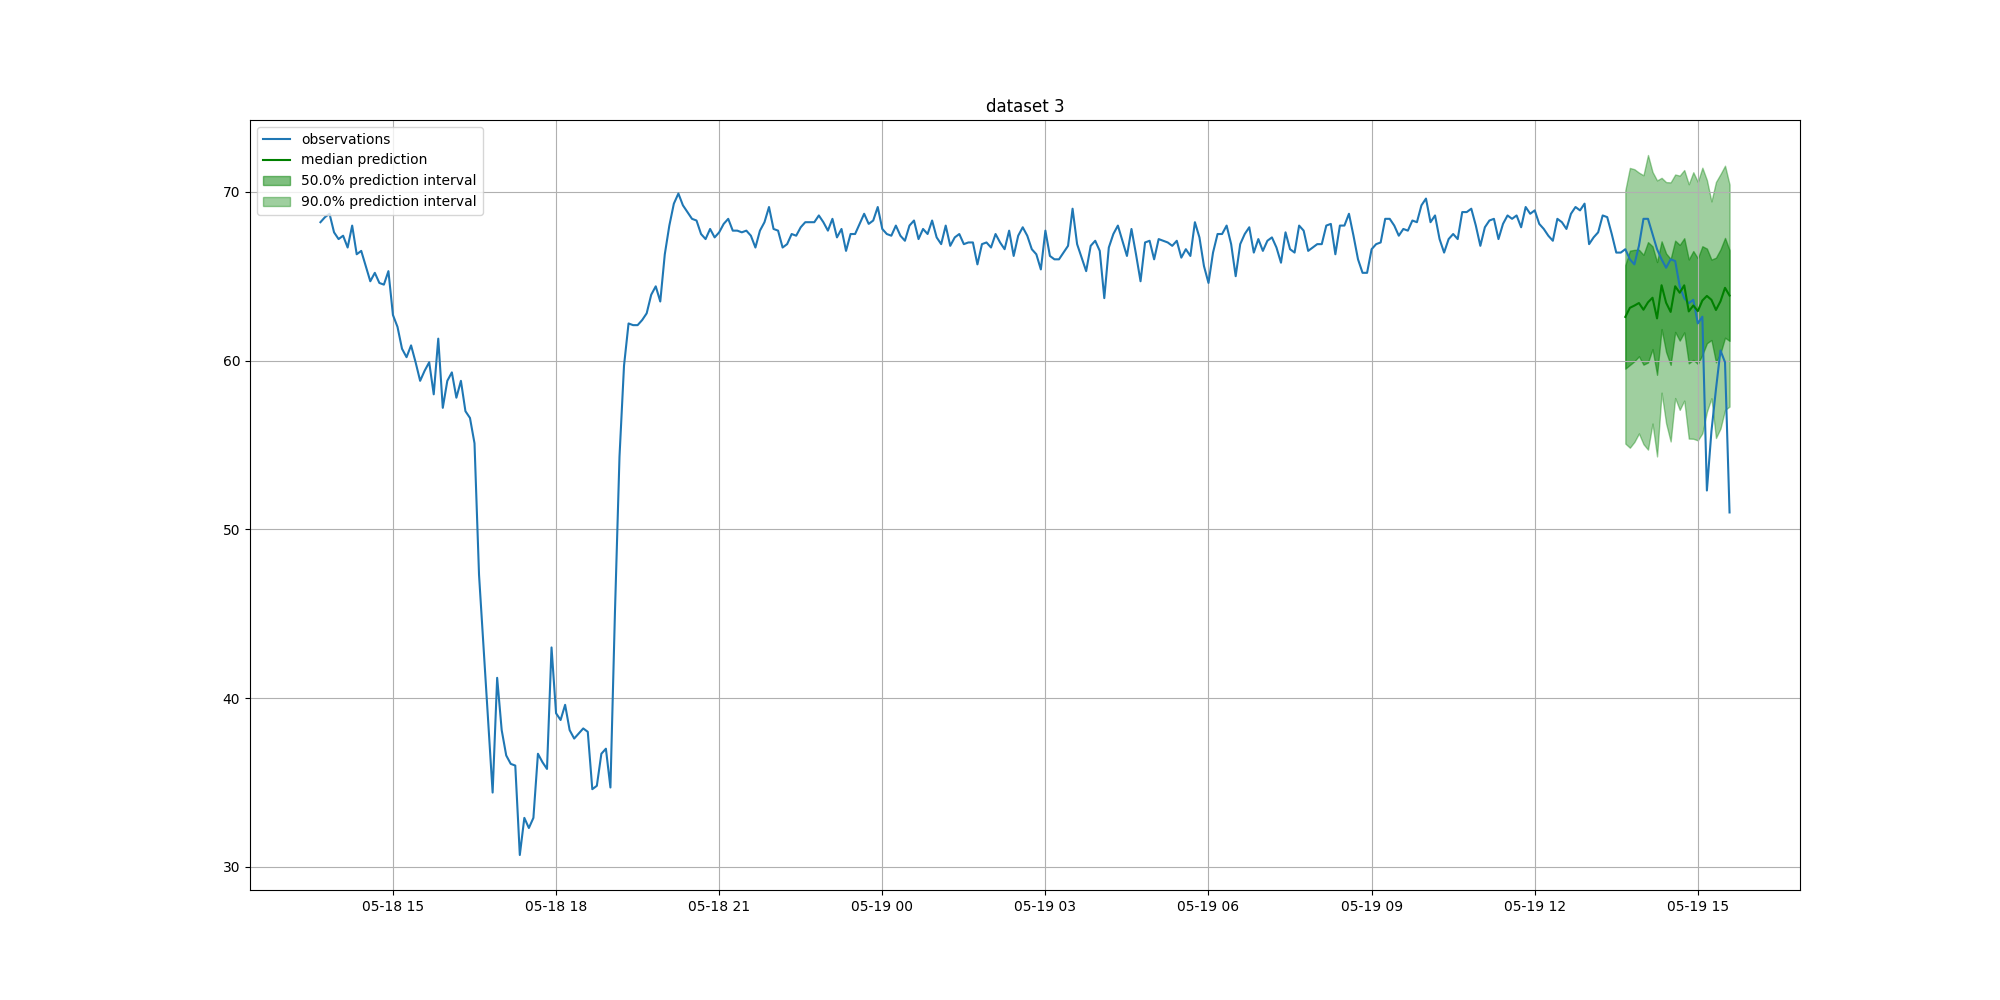 dataset 3
observations
median prediction
50.0% prediction interval
90.0% prediction interval
70
60
50
40
30
05-18 15
05-18 18
05-18 21
05-19 00
05-19 03
05-19 06
05-19 09
05-19 12
05-19 15